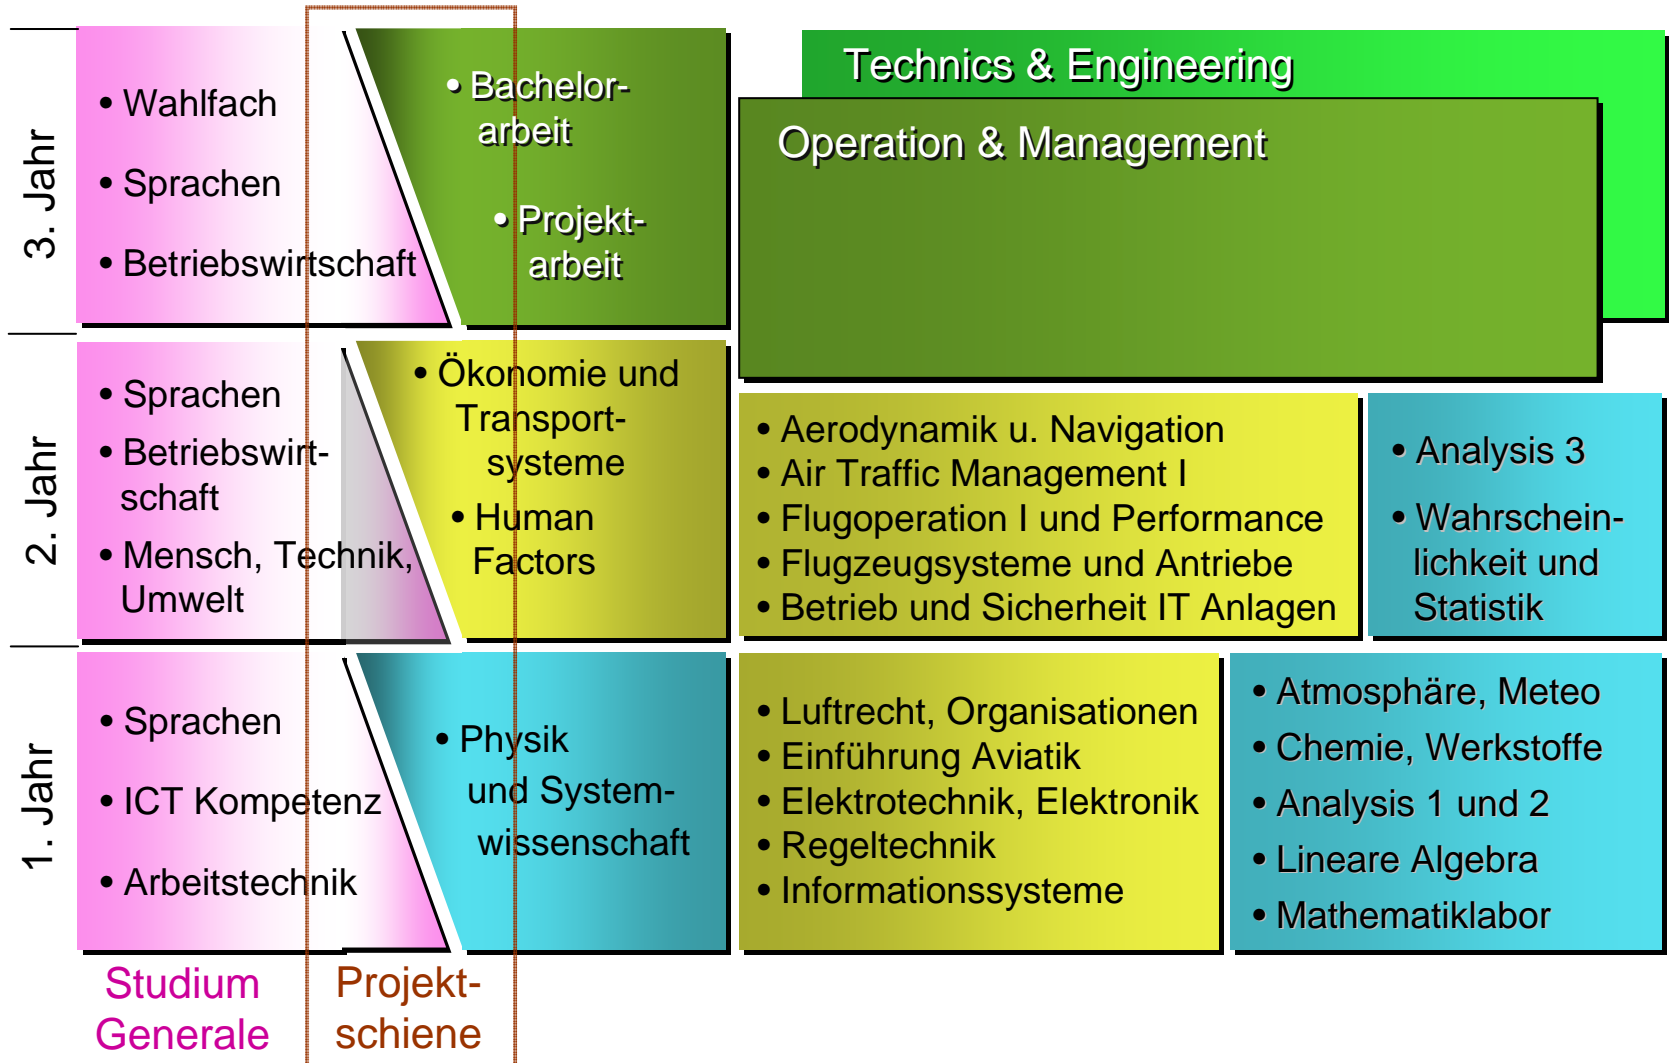 3. Jahr
• Wahlfach
• Sprachen
• Betriebswirtschaft
• Bachelor-
arbeit
• Projekt-
arbeit
Technics & Engineering
Operation & Management
2. Jahr
• Sprachen
• Betriebswirt-
schaft
• Mensch, Technik,
Umwelt
• Ökonomie und
Transport-
systeme
• Human
Factors
• Aerodynamik u. Navigation
• Air Traffic Management I
• Flugoperation I und Performance
• Flugzeugsysteme und Antriebe
• Betrieb und Sicherheit IT Anlagen
• Analysis 3
• Wahrschein-
lichkeit und
Statistik
1. Jahr
• Sprachen
• ICT Kompetenz
• Arbeitstechnik
• Physik
und System-
wissenschaft
• Luftrecht, Organisationen
• Einführung Aviatik
• Elektrotechnik, Elektronik
• Regeltechnik
• Informationssysteme
• Atmosphäre, Meteo
• Chemie, Werkstoffe
• Analysis 1 und 2
• Lineare Algebra
• Mathematiklabor
Studium
Generale
Projekt-
schiene